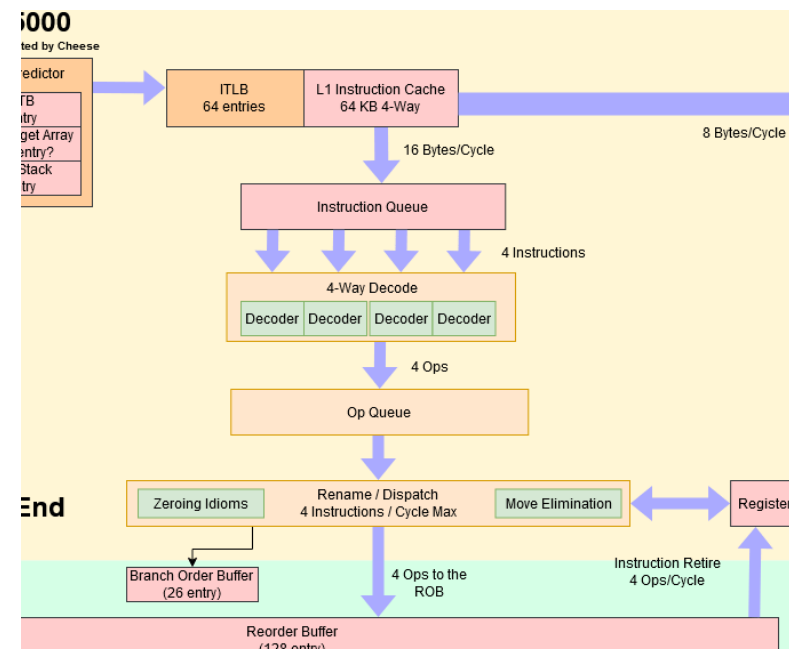 5000
ted by Cheese
redictor
TB
ntry
get Array
entry?
Stack
try
ITLB
64 entries
L1 Instruction Cache
64 KB 4-Way
8 Bytes/Cycle
16 Bytes/Cycle
Instruction Queue
4 Instructions
4-Way Decode
Decoder
Decoder
Decoder
Decoder
4 Ops
Op Queue
End
Zeroing Idioms
Rename / Dispatch
4 Instructions / Cycle Max
Move Elimination
Register
Branch Order Buffer
(26 entry)
4 Ops to the
ROB
Instruction Retire
4 Ops/Cycle
Reorder Buffer
(128 entry)